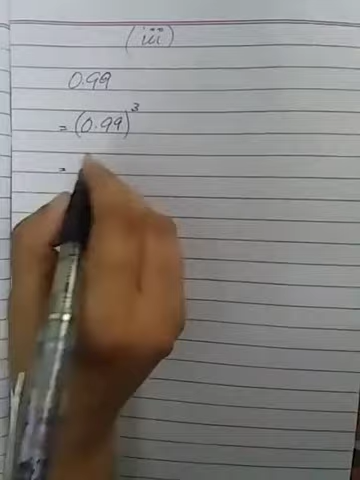 (iii)
0.99
= (0.99)³
=